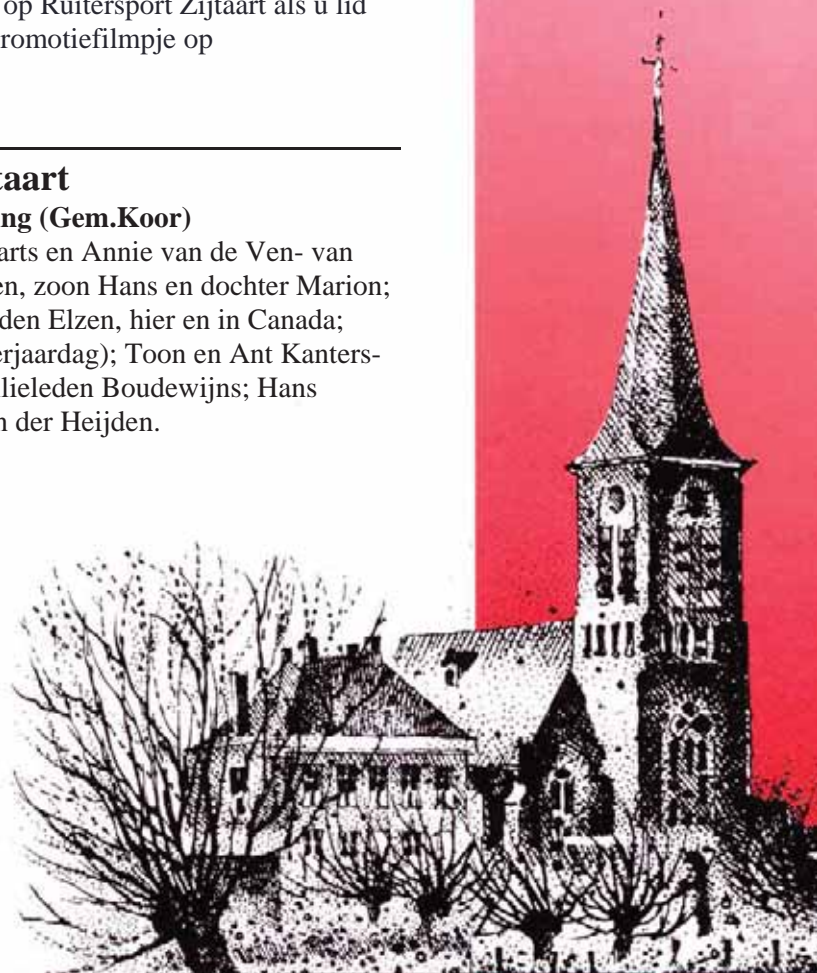 op Ruitersport Zijtaart als u lid
romotiefilmpje op
taart
ng (Gem.Koor)
arts en Annie van de Ven- van
en, zoon Hans en dochter Marion;
den Elzen, hier en in Canada;
erjaardag); Toon en Ant Kanters-
lieleden Boudewijns; Hans
n der Heijden.